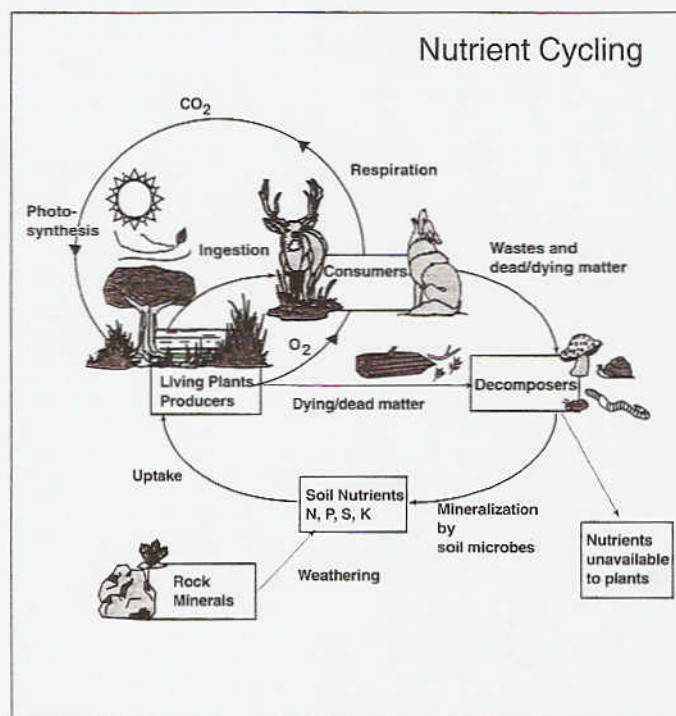 Nutrient Cycling
CO2
Respiration
Photo-
synthesis
Ingestion
Consumers
Wastes and
dead/dying matter
O2
Living Plants
Producers
Dying/dead matter
Decomposers
Uptake
Soil Nutrients
N, P, S, K
Mineralization
by
soil microbes
Nutrients
unavailable
to plants
Rock
Minerals
Weathering